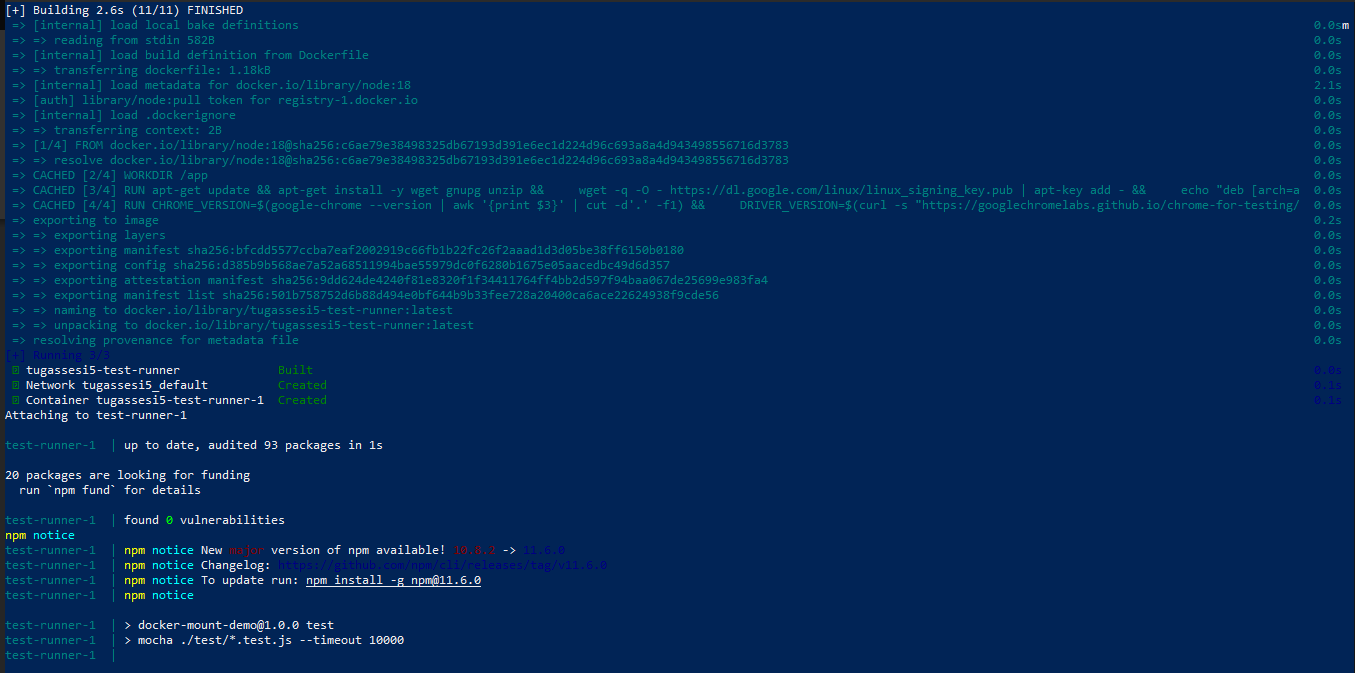 [+] Building 2.6s (11/11) FINISHED
=> [internal] load local bake definitions 0.0sm
=> => reading from stdin 582B 0.0s
=> [internal] load build definition from Dockerfile 0.0s
=> => transferring dockerfile: 1.18kB 0.0s
=> [internal] load metadata for docker.io/library/node:18 2.1s
=> [auth] library/node:pull token for registry-1.docker.io 0.0s
=> [internal] load .dockerignore 0.0s
=> => transferring context: 2B 0.0s
=> [1/4] FROM docker.io/library/node:18@sha256:c6ae79e38498325db67193d391e6ec1d224d96c693a8a4d943498556716d3783 0.0s
=> => resolve docker.io/library/node:18@sha256:c6ae79e38498325db67193d391e6ec1d224d96c693a8a4d943498556716d3783 0.0s
=> CACHED [2/4] WORKDIR /app 0.0s
=> CACHED [3/4] RUN apt-get update && apt-get install -y wget gnupg unzip &&     wget -q -O - https://dl.google.com/linux/linux_signing_key.pub | apt-key add - &&     echo "deb [arch=a 0.0s
=> CACHED [4/4] RUN CHROME_VERSION=$(google-chrome --version | awk '{print $3}' | cut -d'.' -f1) &&     DRIVER_VERSION=$(curl -s "https://googlechromelabs.github.io/chrome-for-testing/ 0.0s
=> exporting to image 0.2s
=> => exporting layers 0.0s
=> => exporting manifest sha256:bfcdd5577ccba7eaf2002919c66fb1b22fc26f2aaad1d3d05be38ff6150b0180 0.0s
=> => exporting config sha256:d385b9b568ae7a52a68511994bae55979dc0f6280b1675e05aacedbc49d6d357 0.0s
=> => exporting attestation manifest sha256:9dd624de4240f81e8320f1f34411764ff4bb2d597f94baa067de25699e983fa4 0.0s
=> => exporting manifest list sha256:501b758752d6b88d494e0bf644b9b33fee728a20400ca6ace22624938f9cde56 0.0s
=> => naming to docker.io/library/tugassesi5-test-runner:latest 0.0s
=> => unpacking to docker.io/library/tugassesi5-test-runner:latest 0.0s
=> resolving provenance for metadata file 0.0s
[+] Running 3/3
tugassesi5-test-runner Built 0.0s
Network tugassesi5_default Created 0.1s
Container tugassesi5-test-runner-1 Created 0.1s
Attaching to test-runner-1
test-runner-1 | up to date, audited 93 packages in 1s
20 packages are looking for funding
run `npm fund` for details
test-runner-1 | found 0 vulnerabilities
npm notice
test-runner-1 | npm notice New major version of npm available! 10.8.2 -> 11.6.0
test-runner-1 | npm notice Changelog: https://github.com/npm/cli/releases/tag/v11.6.0
test-runner-1 | npm notice To update run: npm install -g npm@11.6.0
test-runner-1 | npm notice
test-runner-1 | > docker-mount-demo@1.0.0 test
test-runner-1 | > mocha ./test/*.test.js --timeout 10000
test-runner-1 |